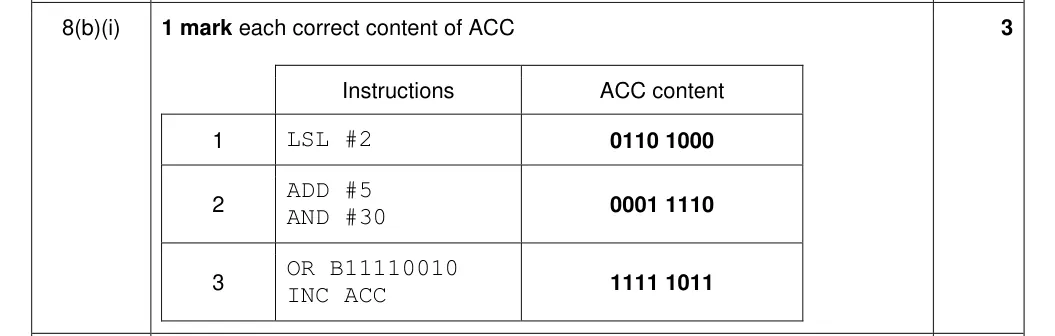 8(b)(i) 1 mark each correct content of ACC 3
Instructions ACC content
1 LSL #2 0110 1000
2 ADD #5 0001 1110
AND #30
3 OR B11110010 1111 1011
INC ACC